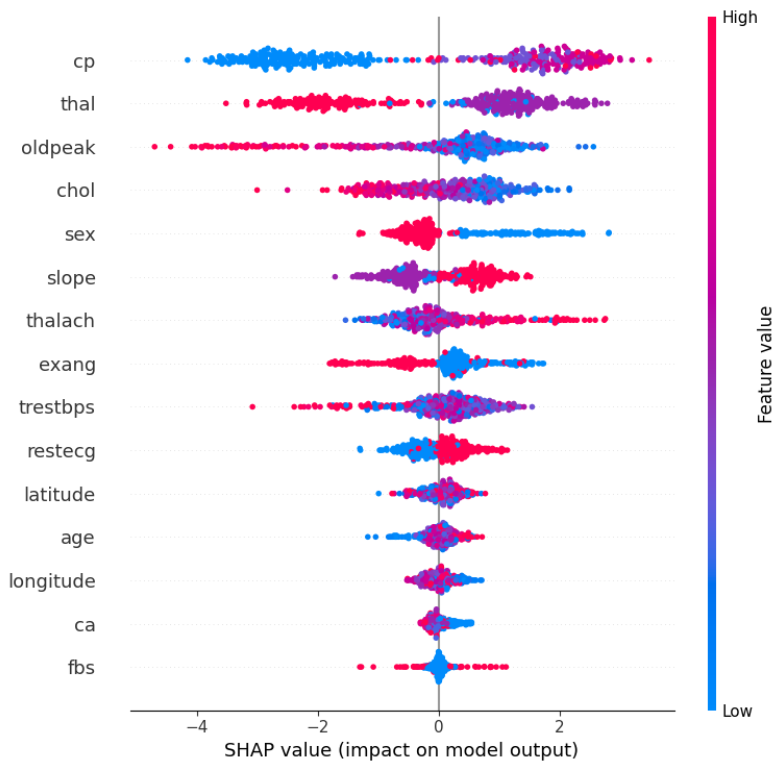 High
cp
thal
oldpeak
chol
sex
slope
thalach
exang
trestbps
restecg
latitude
age
longitude
ca
fbs
Feature value
Low
−4 −2 0 2
SHAP value (impact on model output)